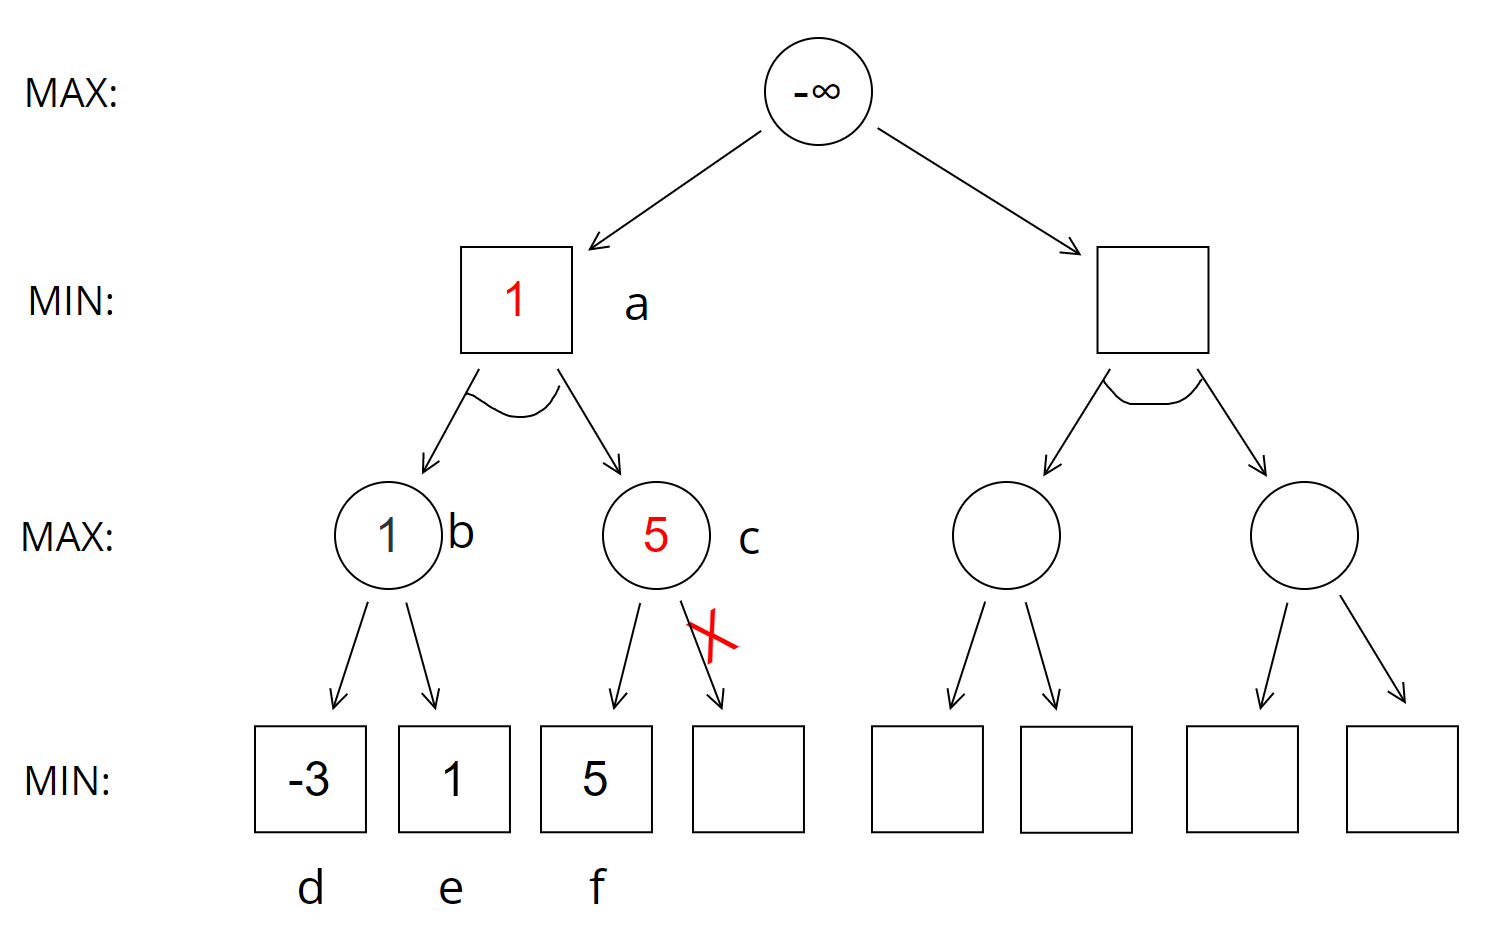 MAX: -∞
MIN: 1 a
MAX: 1 b 5 c
MIN: -3 1 5
d e f